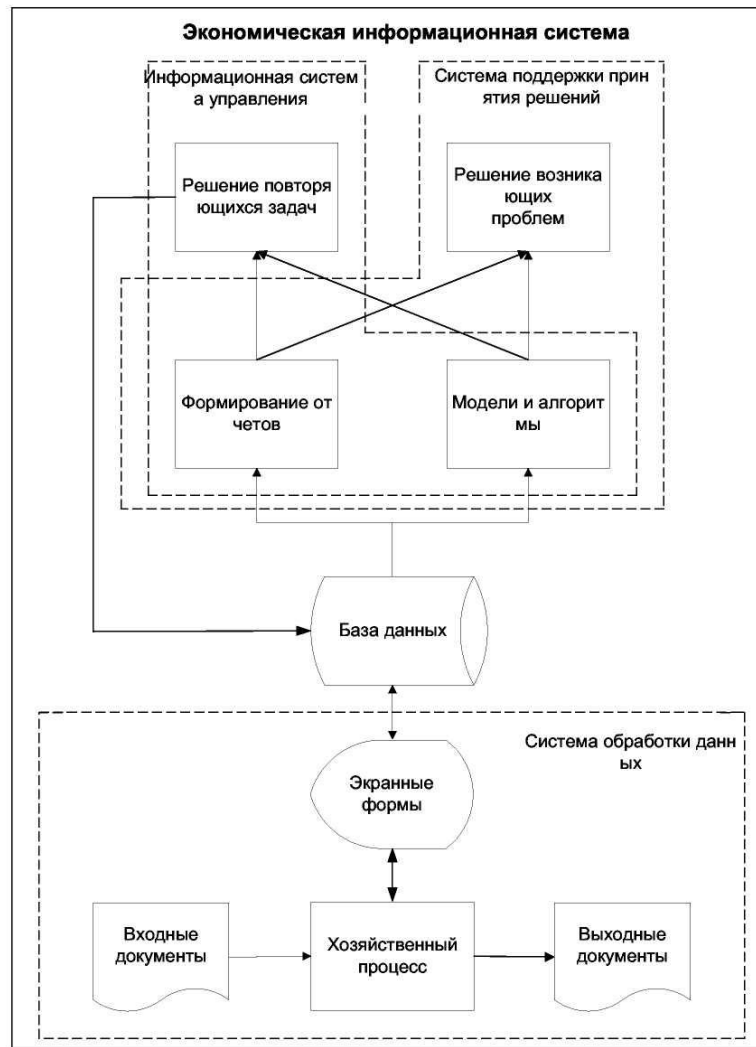 Экономическая информационная система
Информационная систем
а управления
Система поддержки прин
ятия решений
Решение повторя
ющихся задач
Решение возника
ющих
проблем
Формирование от
четов
Модели и алгорит
мы
База данных
Система обработки данн
ых
Экранные
формы
Входные
документы
Хозяйственный
процесс
Выходные
документы